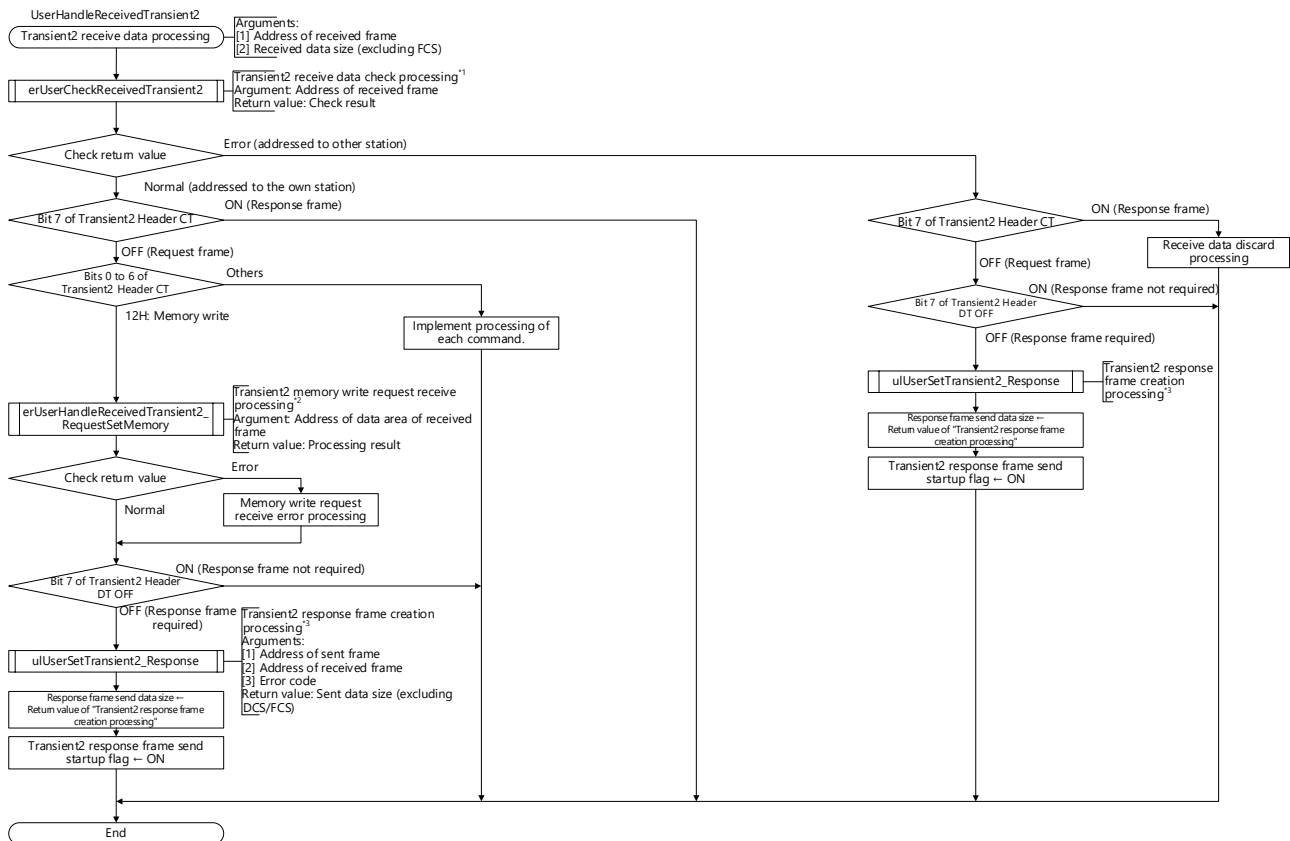 UserHandleReceivedTransient2
Transient2 receive data processing
Arguments:
[1] Address of received frame
[2] Received data size (excluding FCS)
erUserCheckReceivedTransient2
Transient2 receive data check processing*1
Argument: Address of received frame
Return value: Check result
Check return value
Error (addressed to other station)
Normal (addressed to the own station)
Bit 7 of Transient2 Header CT
ON (Response frame)
OFF (Request frame)
Bits 0 to 6 of
Transient2 Header CT
Others
12H: Memory write
Implement processing of
each command.
erUserHandleReceivedTransient2_
RequestSetMemory
Transient2 memory write request receive
processing*2
Argument: Address of data area of received
frame
Return value: Processing result
Check return value
Error
Normal
Memory write request
receive error processing
Bit 7 of Transient2 Header
DT OFF
ON (Response frame not required)
OFF (Response frame
required)
ulUserSetTransient2_Response
Transient2 response frame creation
processing*3
Arguments:
[1] Address of sent frame
[2] Address of received frame
[3] Error code
Return value: Sent data size (excluding
DCS/FCS)
Response frame send data size ←
Return value of "Transient2 response frame
creation processing"
Transient2 response frame send
startup flag ← ON
End
Bit 7 of Transient2 Header CT
ON (Response frame)
Receive data discard
processing
OFF (Request frame)
Bit 7 of Transient2 Header
DT OFF
ON (Response frame not required)
OFF (Response frame required)
ulUserSetTransient2_Response
Transient2 response
frame creation
processing*3
Response frame send data size ←
Return value of "Transient2 response frame
creation processing"
Transient2 response frame send
startup flag ← ON